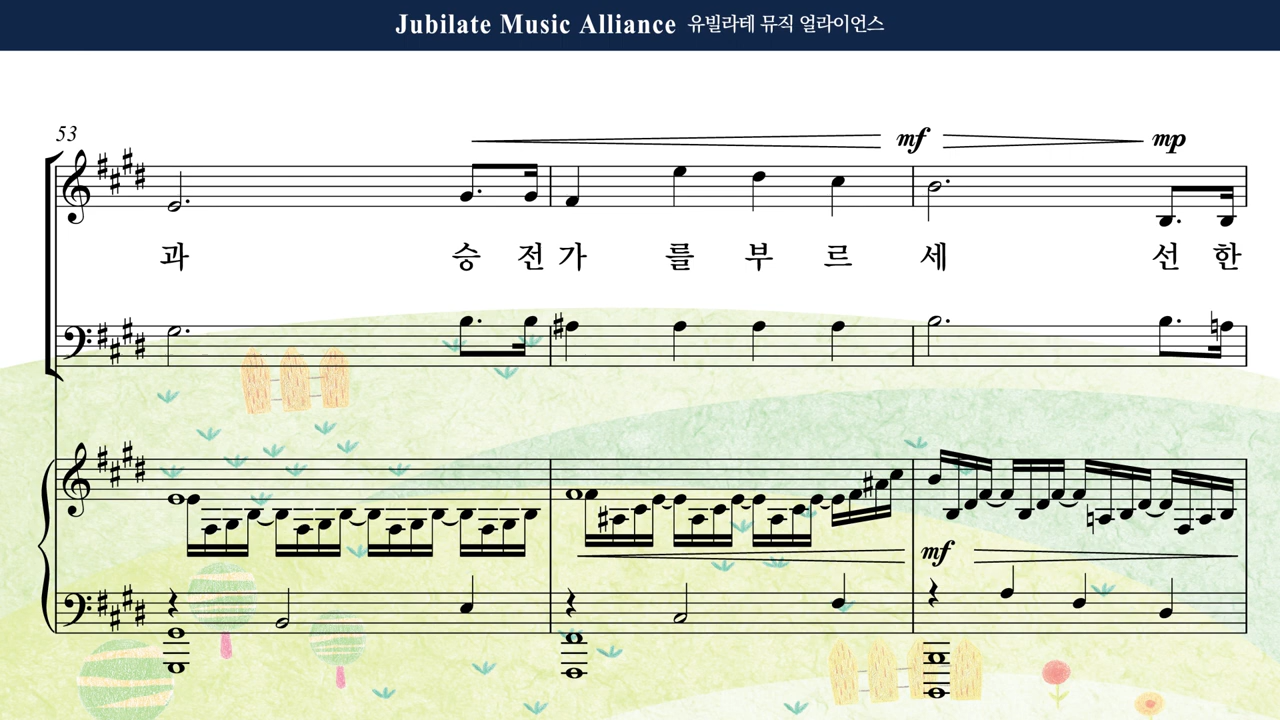 Jubilate Music Alliance 유빌라테 뮤직 얼라이언스
53
mf mp
과 승 전 가 를 부 르 세 선 한
mf